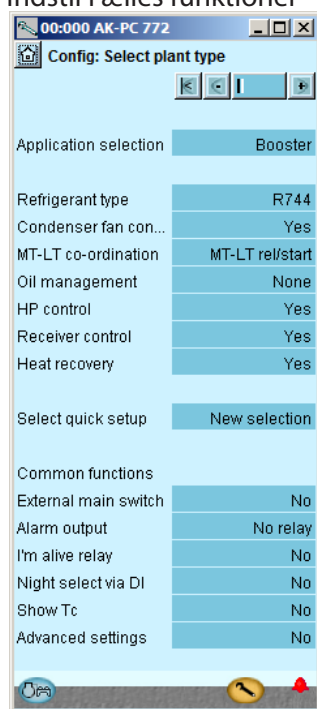 Indstil Fælles funktioner
00:000 AK-PC 772
Config: Select plant type
Application selection Booster
Refrigerant type R744
Condenser fan con... Yes
MT-LT co-ordination MT-LT rel/start
Oil management None
HP control Yes
Receiver control Yes
Heat recovery Yes
Select quick setup New selection
Common functions
External main switch No
Alarm output No relay
I'm alive relay No
Night select via DI No
Show Tc No
Advanced settings No